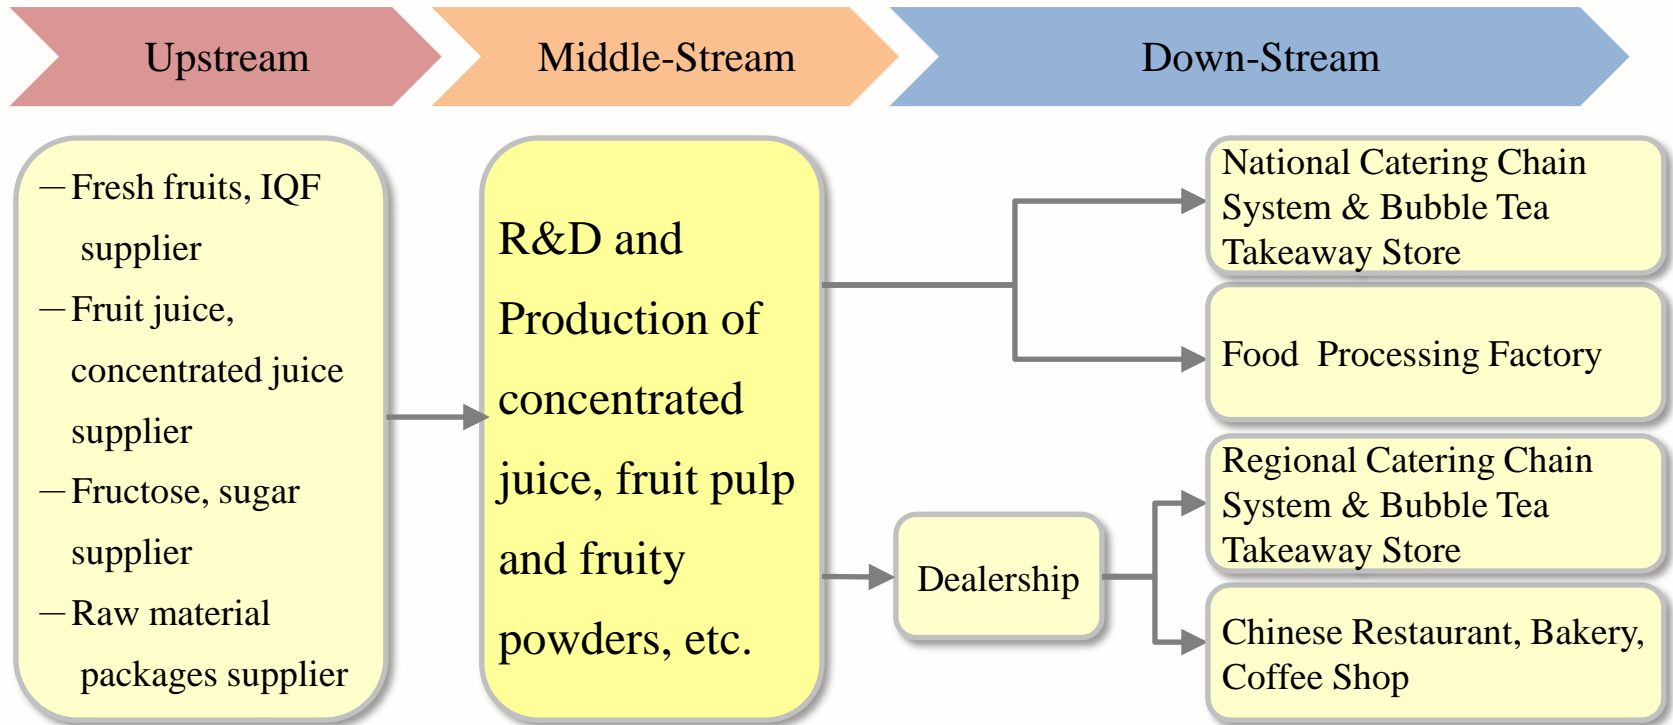 Upstream
Middle-Stream
Down-Stream
—Fresh fruits, IQF
supplier
—Fruit juice,
concentrated juice
supplier
—Fructose, sugar
supplier
—Raw material
packages supplier
R&D and
Production of
concentrated
juice, fruit pulp
and fruity
powders, etc.
Dealership
National Catering Chain
System & Bubble Tea
Takeaway Store
Food Processing Factory
Regional Catering Chain
System & Bubble Tea
Takeaway Store
Chinese Restaurant, Bakery,
Coffee Shop